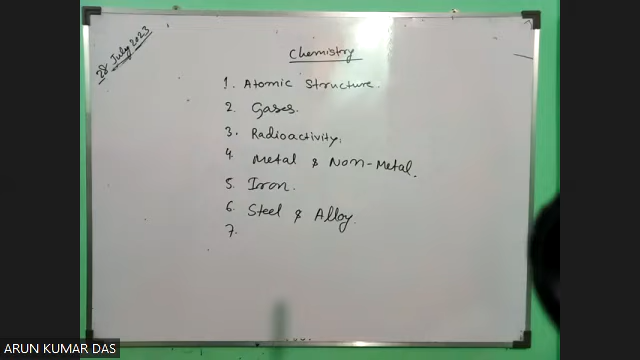 28 July 2023
Chemistry
1. Atomic Structure.
2. Gases.
3. Radioactivity.
4. Metal & Non-Metal.
5. Iron.
6. Steel & Alloy.
7.
ARUN KUMAR DAS